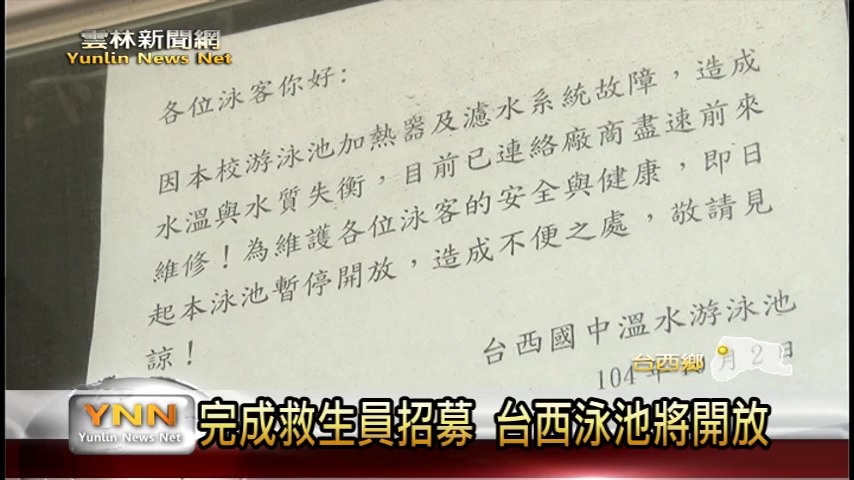 雲林新聞網
Yunlin News Net
各位泳客你好:
因本校游泳池加熱器及濾水系統故障，造成
水溫與水質失衡，目前已連絡廠商盡速前來
維修！為維護各位泳客的安全與健康，即日
起本泳池暫停開放，造成不便之處，敬請見
諒！
台西國中溫水游泳池
台西鄉
104年 月2日
YNN
Yunlin News Net
完成救生員招募 台西泳池將開放